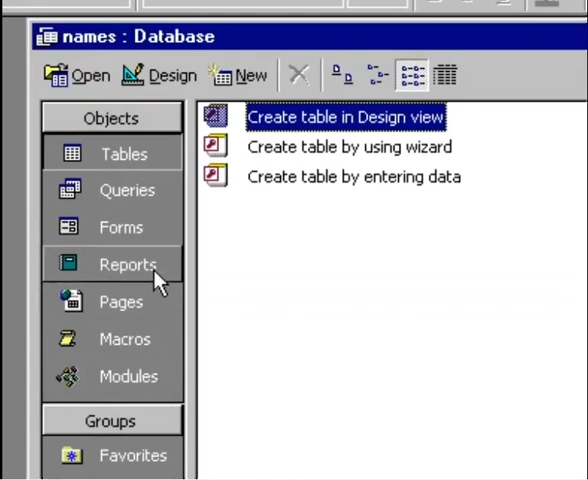 names : Database
Open Design New
Objects
Tables
Queries
Forms
Reports
Pages
Macros
Modules
Groups
Favorites
Create table in Design view
Create table by using wizard
Create table by entering data